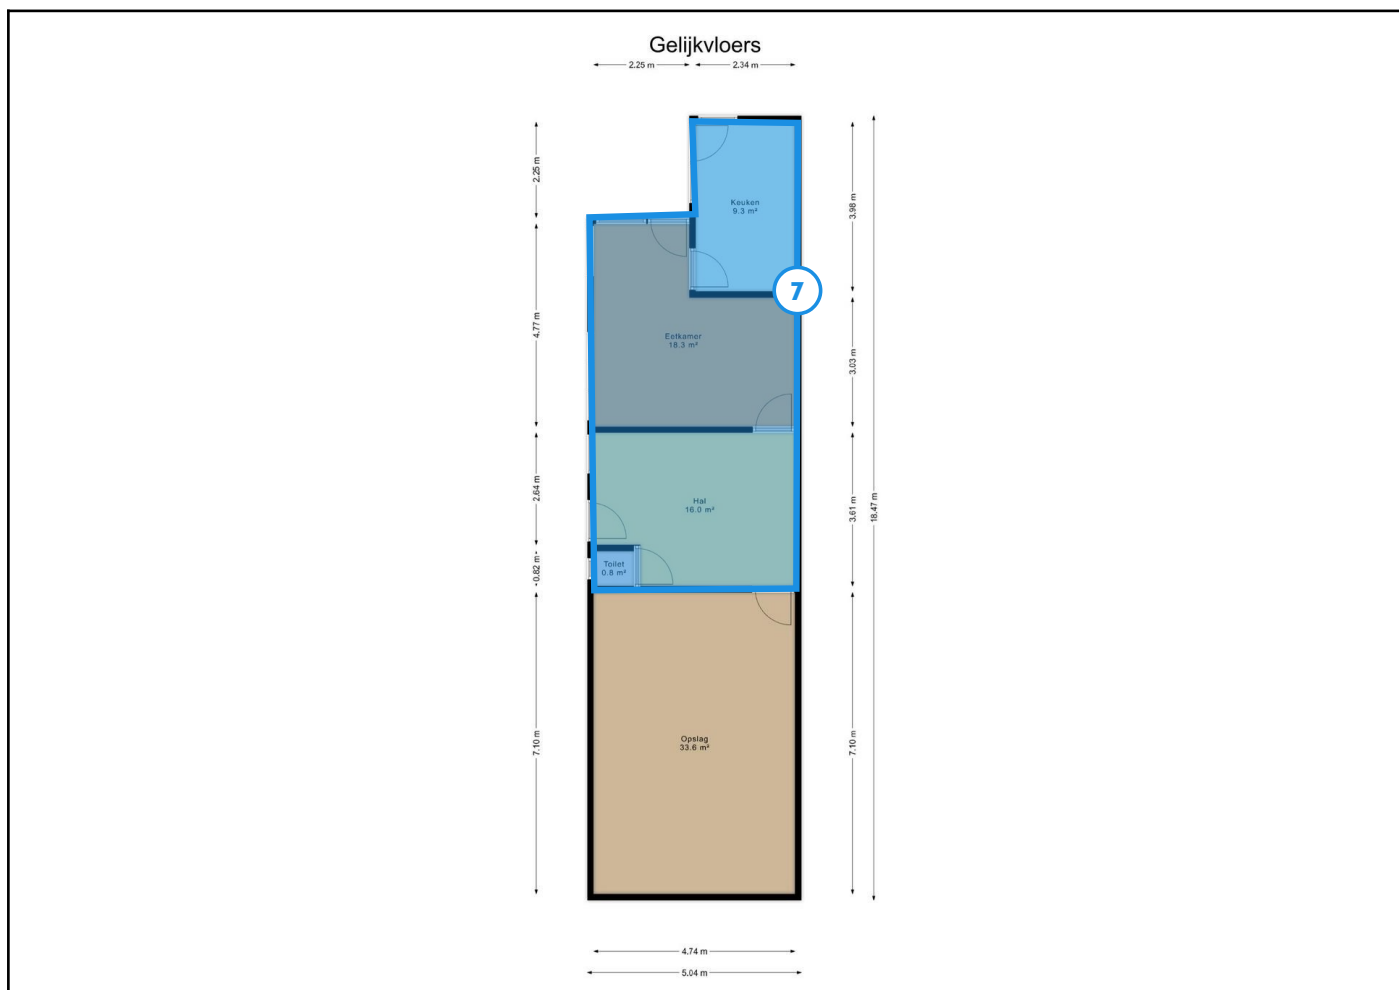 Gelijkvloers
2.25 m
2.34 m
2.25 m
3.98 m
Keuken
9.3 m²
7
4.77 m
Eetkamer
18.3 m²
3.03 m
2.64 m
Hal
16.0 m²
3.61 m
18.47 m
0.82 m
Toilet
0.8 m²
7.10 m
Opslag
33.6 m²
7.10 m
4.74 m
5.04 m